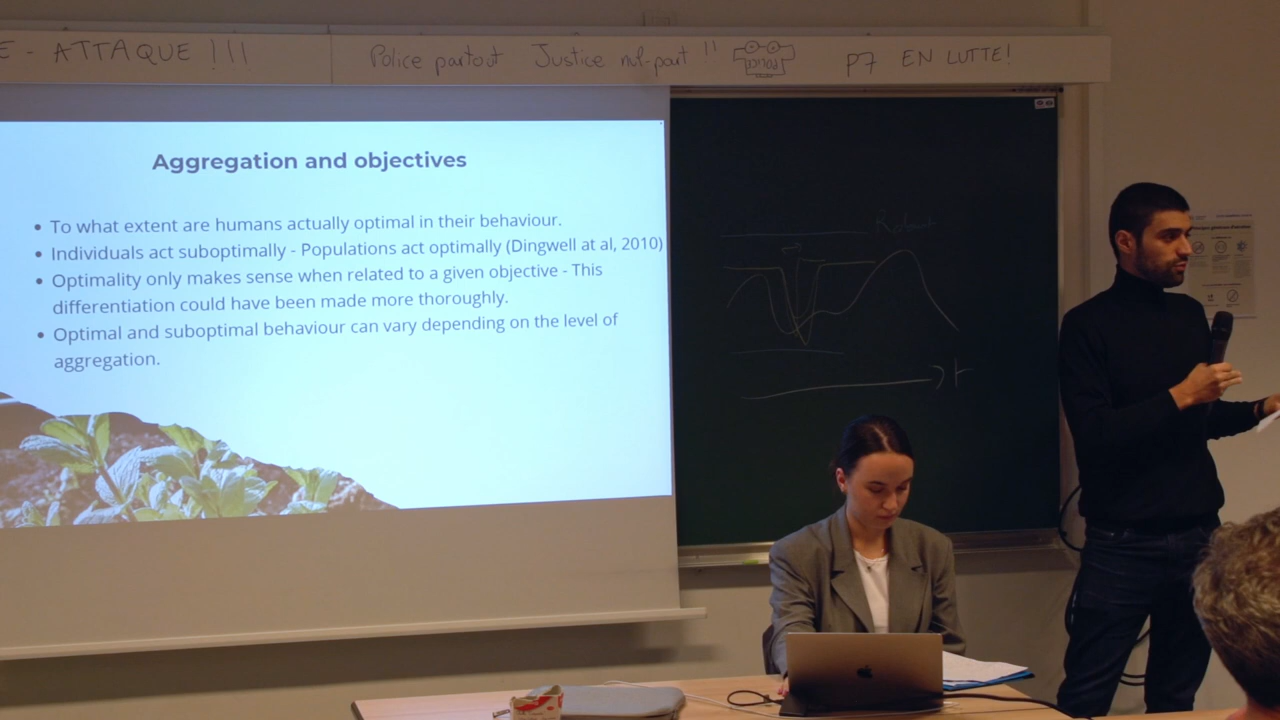 E - ATTAQUE !!!
Police partout Justice nul-part !!
POLICE
P7 EN LUTTE!
Aggregation and objectives
• To what extent are humans actually optimal in their behaviour.
• Individuals act suboptimally - Populations act optimally (Dingwell at al, 2010)
• Optimality only makes sense when related to a given objective - This
differentiation could have been made more thoroughly.
• Optimal and suboptimal behaviour can vary depending on the level of
aggregation.